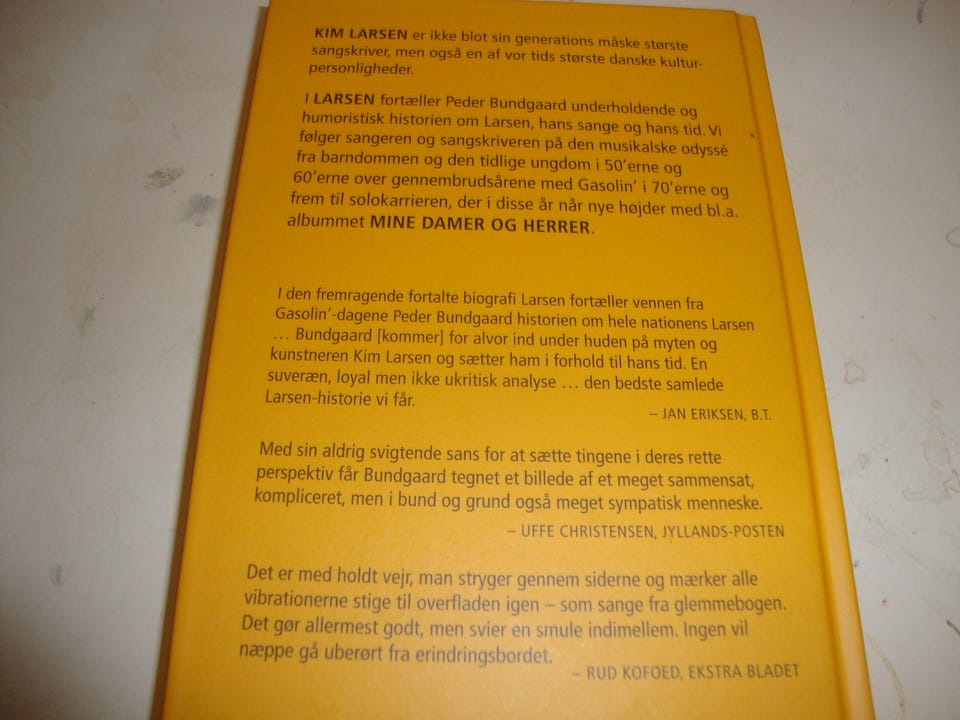 KIM LARSEN er ikke blot sin generations måske største
sangskriver, men også en af vor tids største danske kultur-
personligheder.
I LARSEN fortæller Peder Bundgaard underholdende og
humoristisk historien om Larsen, hans sange og hans tid. Vi
følger sangeren og sangskriveren på den musikalske odyssé
fra barndommen og den tidlige ungdom i 50'erne og
60'erne over gennembrudsårene med Gasolin' i 70'erne og
frem til solokarrieren, der i disse år når nye højder med bl.a.
albummet MINE DAMER OG HERRER.
I den fremragende fortalte biografi Larsen fortæller vennen fra
Gasolin'-dagene Peder Bundgaard historien om hele nationens Larsen
... Bundgaard [kommer] for alvor ind under huden på myten og
kunstneren Kim Larsen og sætter ham i forhold til hans tid. En
suveræn, loyal men ikke ukritisk analyse ... den bedste samlede
Larsen-historie vi får.
– JAN ERIKSEN, B.T.
Med sin aldrig svigtende sans for at sætte tingene i deres rette
perspektiv får Bundgaard tegnet et billede af et meget sammensat,
kompliceret, men i bund og grund også meget sympatisk menneske.
– UFFE CHRISTENSEN, JYLLANDS-POSTEN
Det er med holdt vejr, man stryger gennem siderne og mærker alle
vibrationerne stige til overfladen igen – som sange fra glemmebogen.
Det gør allermest godt, men svier en smule indimellem. Ingen vil
næppe gå uberørt fra erindringsbordet.
– RUD KOFOED, EKSTRA BLADET